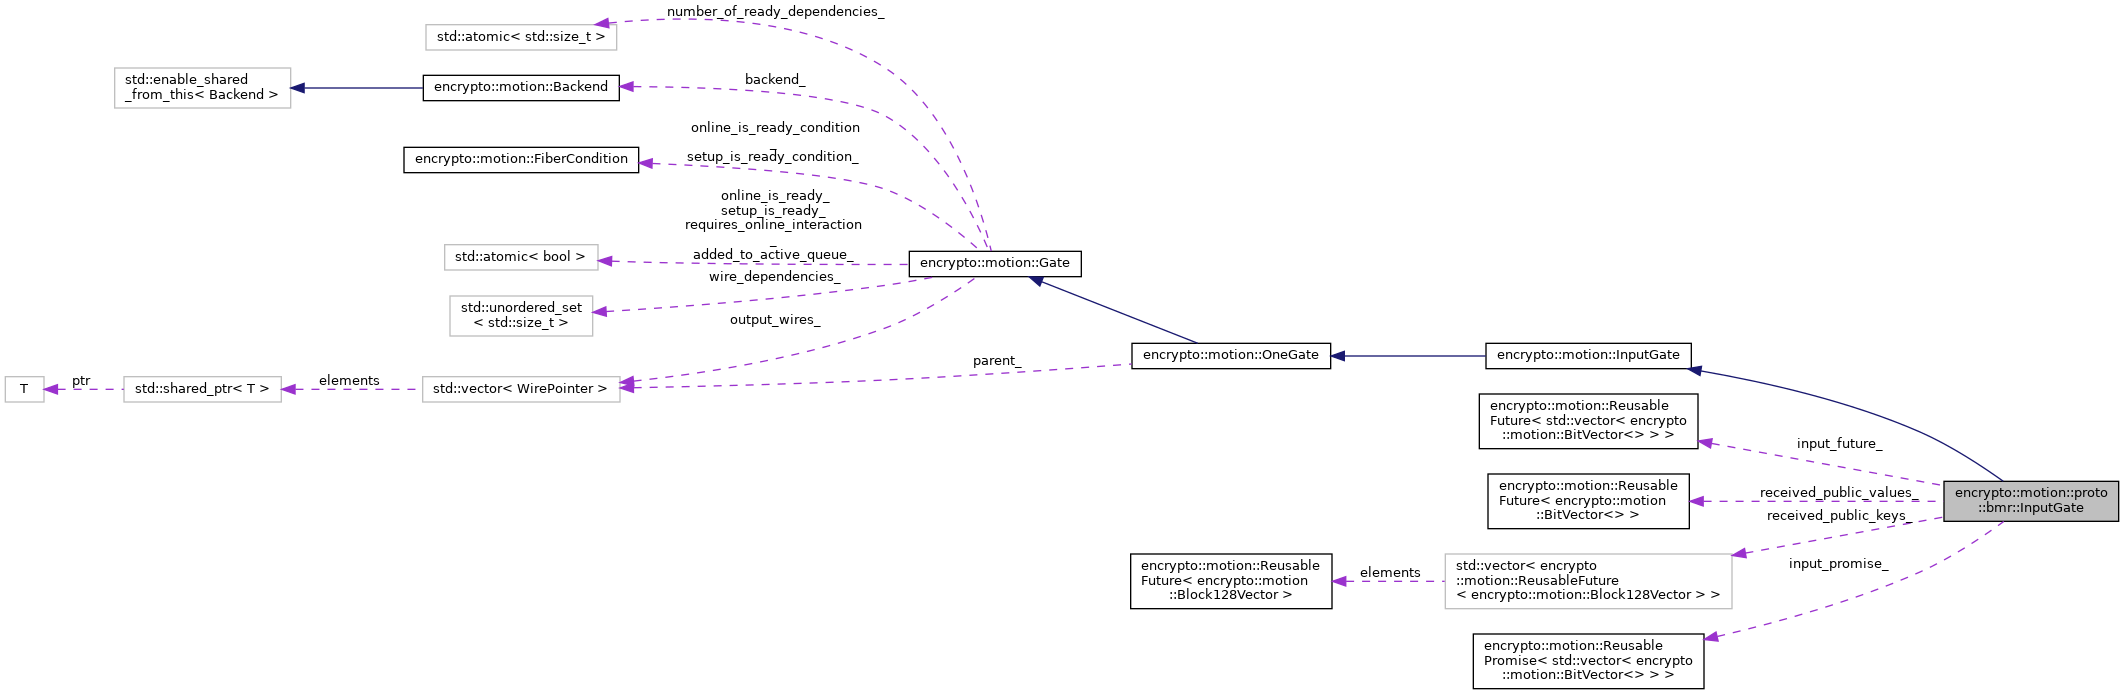 number_of_ready_dependencies_
std::atomic< std::size_t >
std::enable_shared
_from_this< Backend >
encrypto::motion::Backend
backend_
online_is_ready_condition
_
setup_is_ready_condition_
encrypto::motion::FiberCondition
online_is_ready_
setup_is_ready_
requires_online_interaction
_
added_to_active_queue_
std::atomic< bool >
encrypto::motion::Gate
wire_dependencies_
std::unordered_set
< std::size_t >
output_wires_
T
ptr
std::shared_ptr< T >
elements
std::vector< WirePointer >
parent_
encrypto::motion::OneGate
encrypto::motion::InputGate
encrypto::motion::Reusable
Future< std::vector< encrypto
::motion::BitVector<> > >
input_future_
encrypto::motion::Reusable
Future< encrypto::motion
::BitVector<> >
received_public_values_
encrypto::motion::proto
::bmr::InputGate
received_public_keys_
encrypto::motion::Reusable
Future< encrypto::motion
::Block128Vector >
elements
std::vector< encrypto
::motion::ReusableFuture
< encrypto::motion::Block128Vector > >
input_promise_
encrypto::motion::Reusable
Promise< std::vector< encrypto
::motion::BitVector<> > >